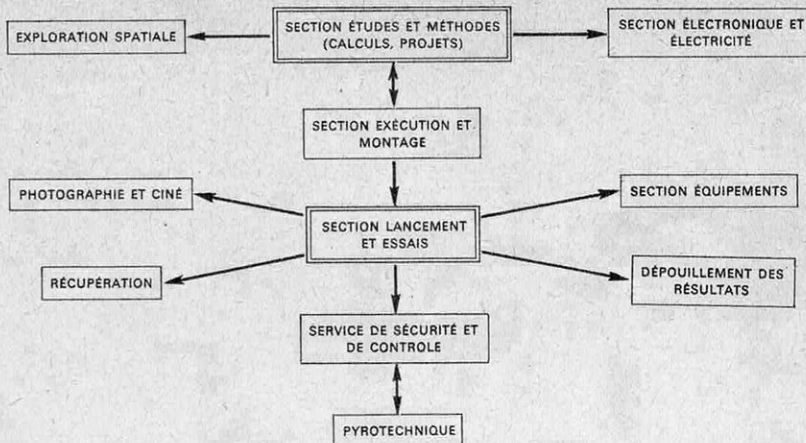 EXPLORATION SPATIALE
SECTION ÉTUDES ET MÉTHODES
(CALCULS, PROJETS)
SECTION ÉLECTRONIQUE ET
ÉLECTRICITÉ
SECTION EXÉCUTION ET
MONTAGE
PHOTOGRAPHIE ET CINÉ
SECTION ÉQUIPEMENTS
SECTION LANCEMENT
ET ESSAIS
RÉCUPÉRATION
DÉPOUILLEMENT DES
RÉSULTATS
SERVICE DE SÉCURITÉ ET
DE CONTROLE
PYROTECHNIQUE